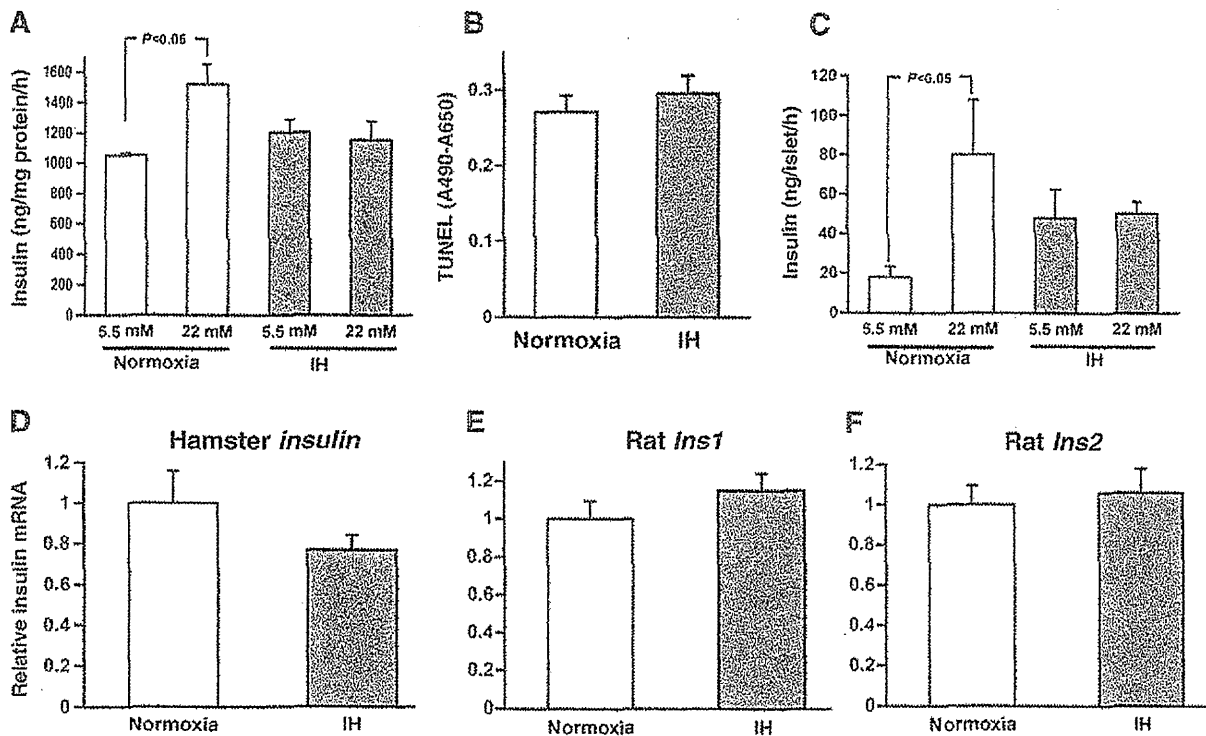 A
P<0.05
Insulin (ng/mg protein/h)
1600
1400
1200
1000
800
600
400
200
0
5.5 mM
22 mM
5.5 mM
22 mM
Normoxia
IH
B
TUNEL (A490-A650)
0.3
0.2
0.1
0
Normoxia
IH
C
P<0.05
Insulin (ng/islet/h)
120
100
80
60
40
20
0
5.5 mM
22 mM
5.5 mM
22 mM
Normoxia
IH
D
Hamster insulin
Relative insulin mRNA
1.2
1
0.8
0.6
0.4
0.2
0
Normoxia
IH
E
Rat Ins1
1.2
1
0.8
0.6
0.4
0.2
0
Normoxia
IH
F
Rat Ins2
1.2
1
0.8
0.6
0.4
0.2
0
Normoxia
IH